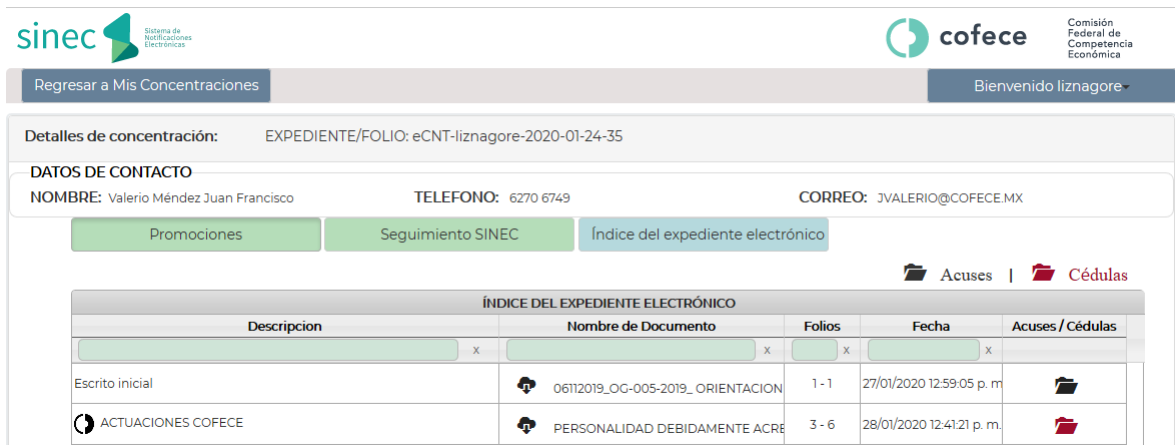 sinec
Sistema de
Notificaciones
Electrónicas
cofece
Comisión
Federal de
Competencia
Económica
Regresar a Mis Concentraciones
Bienvenido liznagore
Detalles de concentración: EXPEDIENTE/FOLIO: eCNT-liznagore-2020-01-24-35
DATOS DE CONTACTO
NOMBRE: Valerio Méndez Juan Francisco TELEFONO: 6270 6749 CORREO: JVALERIO@COFECE.MX
Promociones Seguimiento SINEC Índice del expediente electrónico
Acuses | Cédulas
ÍNDICE DEL EXPEDIENTE ELECTRÓNICO
Descripcion Nombre de Documento Folios Fecha Acuses / Cédulas
x x x x
Escrito inicial 06112019_OG-005-2019_ ORIENTACION 1 - 1 27/01/2020 12:59:05 p. m
ACTUACIONES COFECE PERSONALIDAD DEBIDAMENTE ACRE 3 - 6 28/01/2020 12:41:21 p. m.